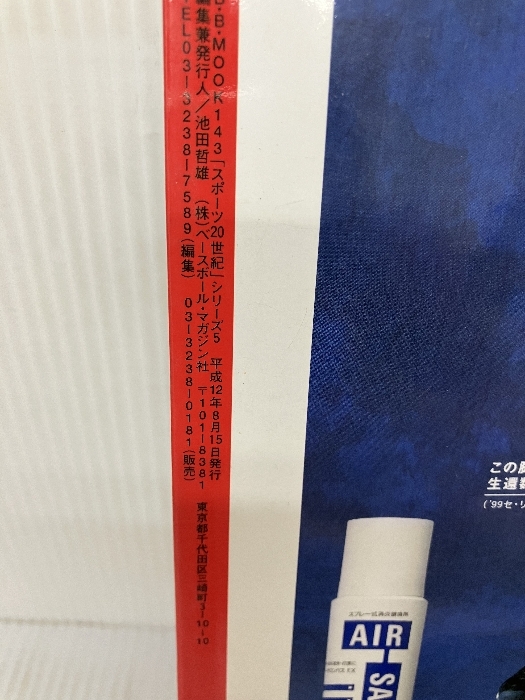 B・B・MOOK143「スポーツ20世紀」シリーズ5　平成12年8月15日発行
編集兼発行人／池田哲雄　(株)ベースボール・マガジン社　〒101-8381　東京都千代田区三崎町3-10-10
TEL03-3238-7589(編集)　03-3238-0181(販売)
この
生還
('99セ・リ
AIR
SA